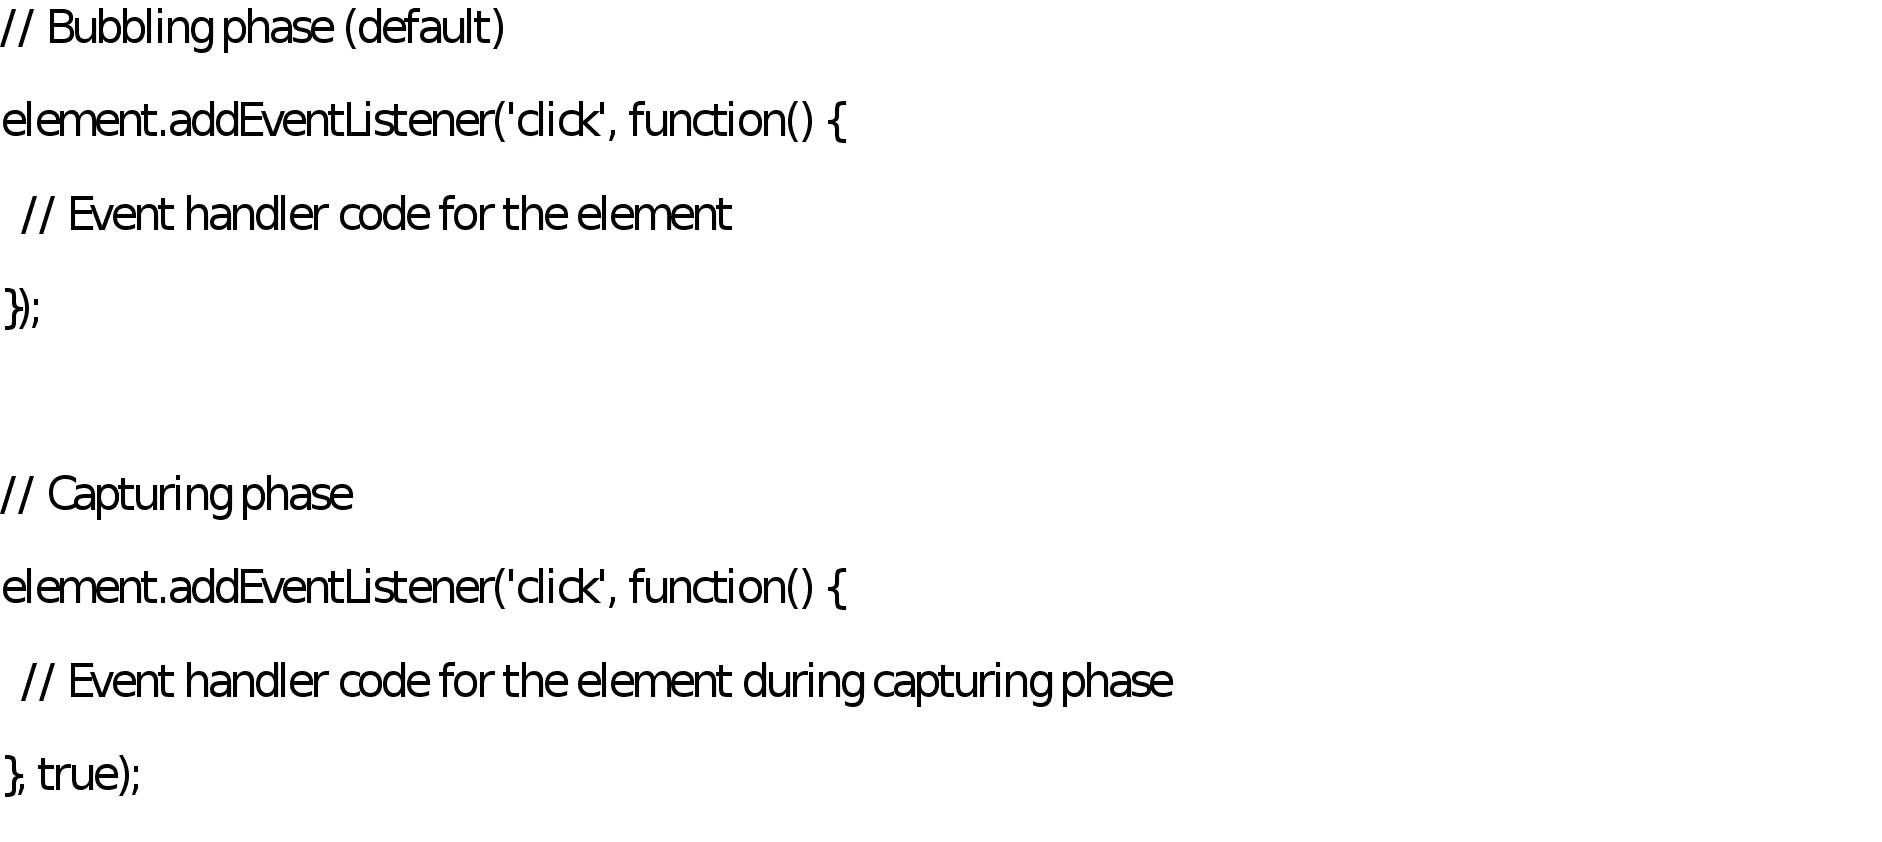 // Bubbling phase (default)
element.addEventListener('click', function() {
  // Event handler code for the element
});

// Capturing phase
element.addEventListener('click', function() {
  // Event handler code for the element during capturing phase
}, true);